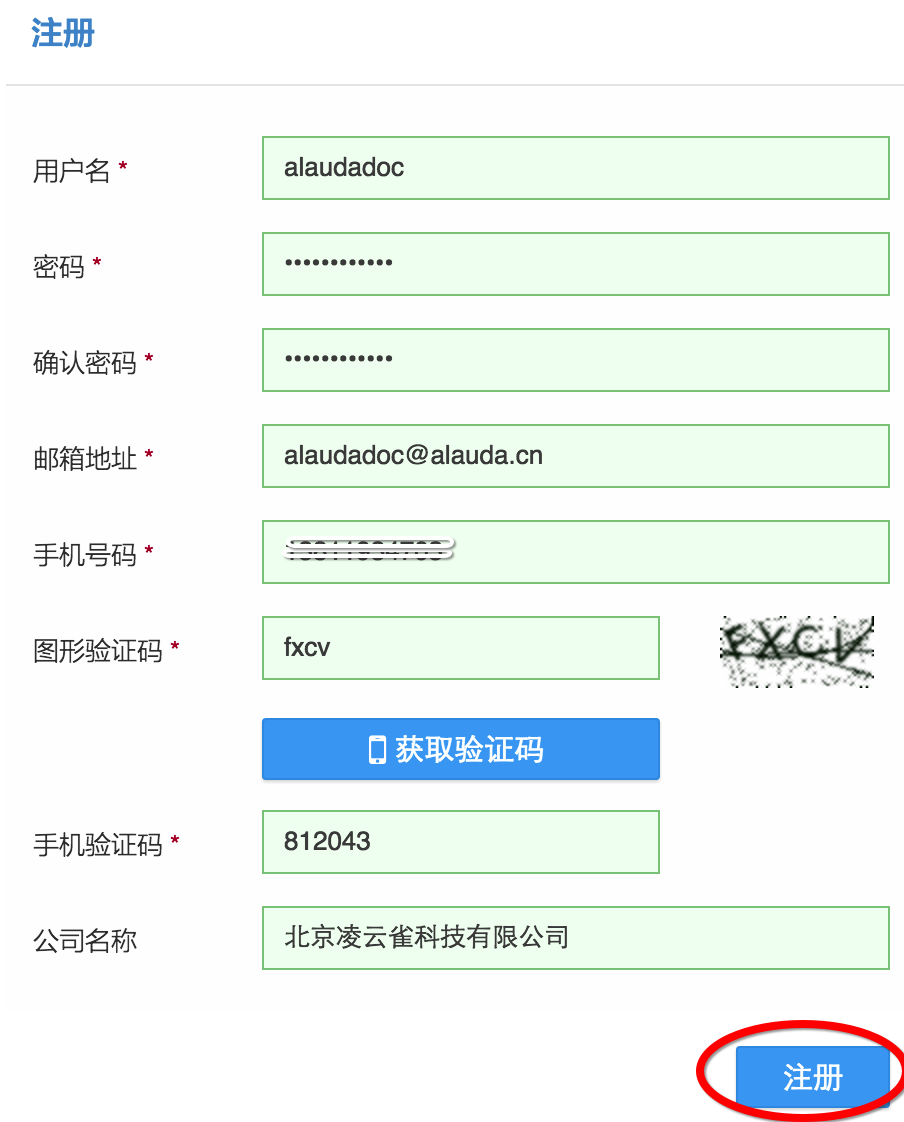 注册
用户名 *
alaudadoc
密码 *
••••••••••••
确认密码 *
••••••••••••
邮箱地址 *
alaudadoc@alauda.cn
手机号码 *
图形验证码 *
fxcv
FXCV
获取验证码
手机验证码 *
812043
公司名称
北京凌云雀科技有限公司
注册